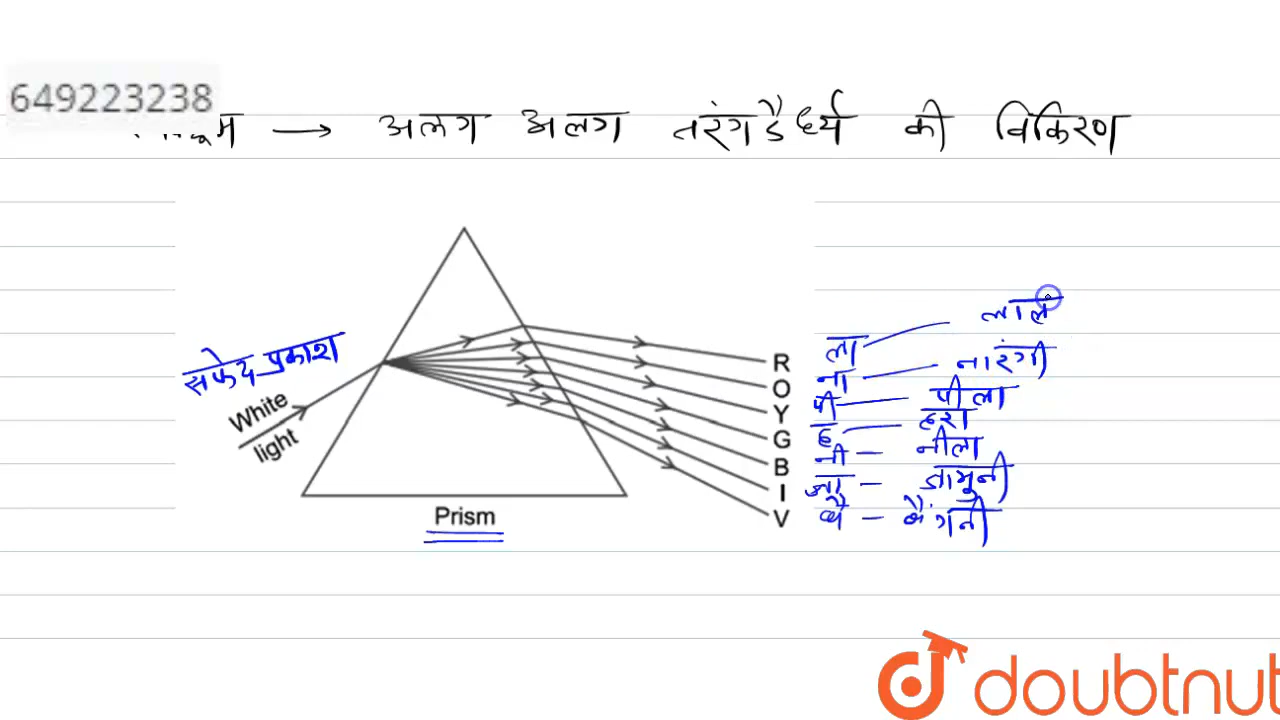 649223238
→ अलग अलग तरंगदैर्ध्य की विकिरण
सफेद प्रकाश
White
light
Prism
R ला — लाल
O ना — नारंगी
Y पी — पीला
G ह — हरा
B नी — नीला
I जा — जामुनी
V बै — बैंगनी
doubtnut